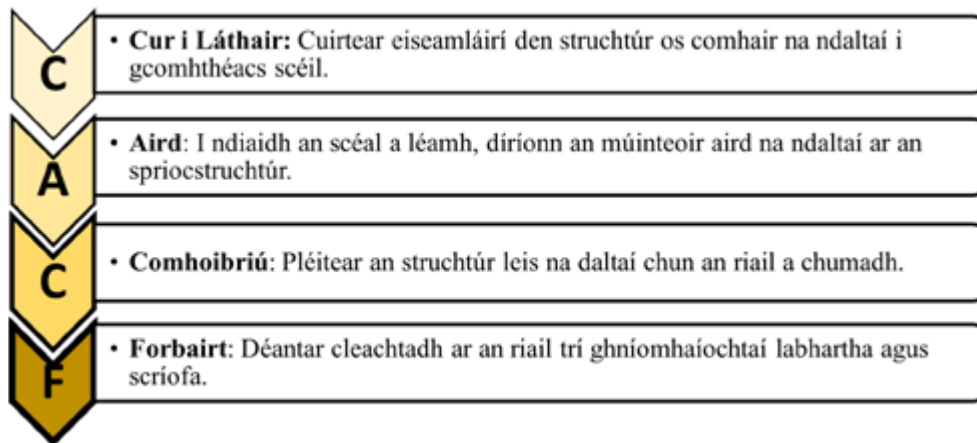 C
• Cur i Láthair: Cuirtear eiseamláirí den struchtúr os comhair na ndaltaí i
gcomhthéacs scéil.
A
• Aird: I ndiaidh an scéal a léamh, díríonn an múinteoir aird na ndaltaí ar an
spriocstruchtúr.
C
• Comhoibriú: Pléitear an struchtúr leis na daltaí chun an riail a chumadh.
F
• Forbairt: Déantar cleachtadh ar an riail trí ghníomhaíochtaí labhartha agus
scríofa.